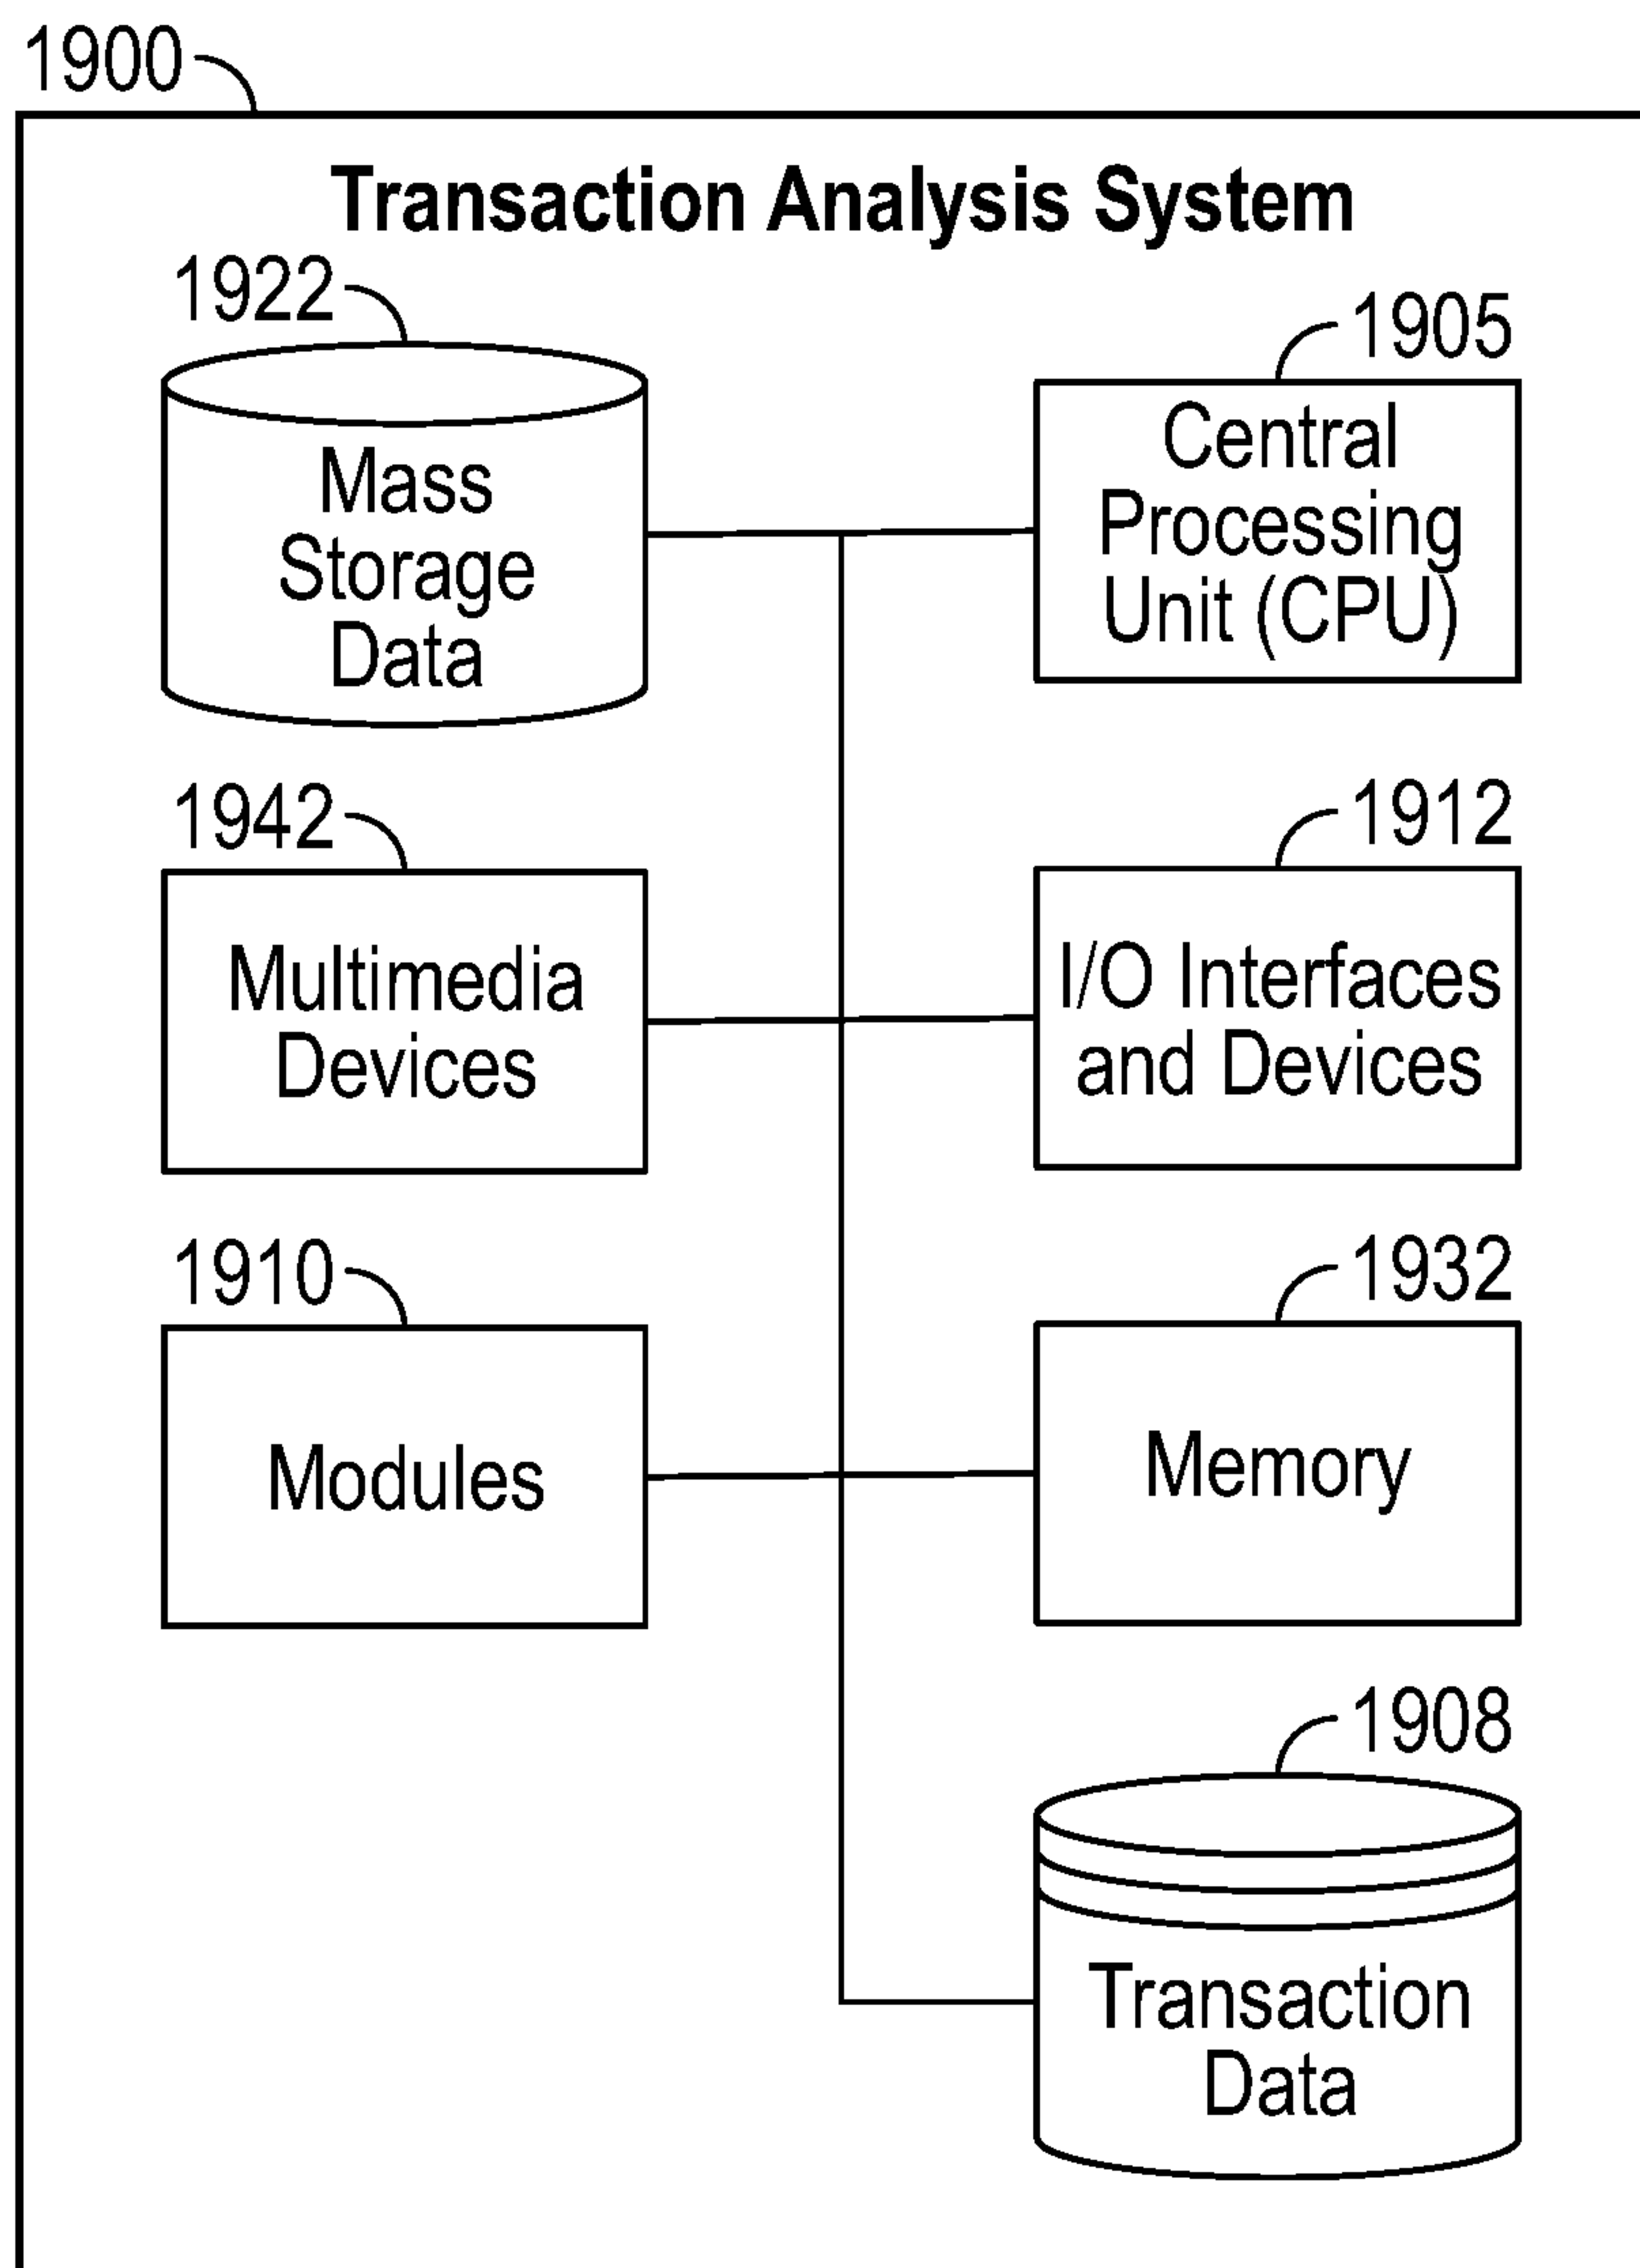 1900
Transaction Analysis System
1922
1905
Mass
Storage
Data
Central
Processing
Unit (CPU)
1942
1912
Multimedia
Devices
I/O Interfaces
and Devices
1910
1932
Modules
Memory
1908
Transaction
Data